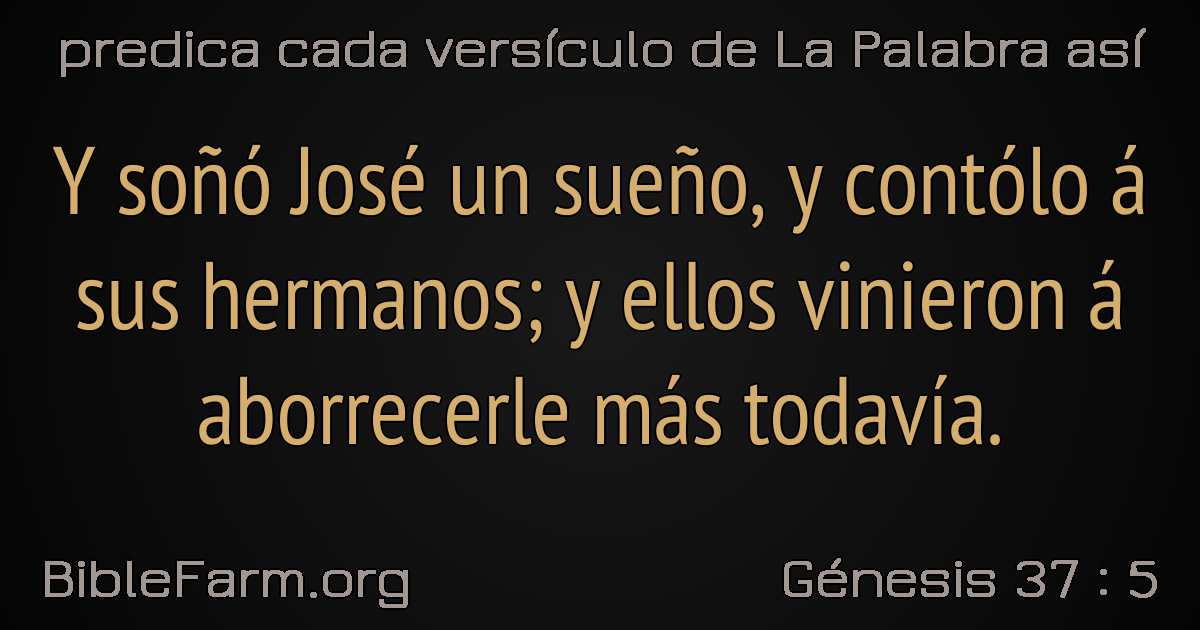 predica cada versículo de La Palabra así
Y soñó José un sueño, y contólo á
sus hermanos; y ellos vinieron á
aborrecerle más todavía.
BibleFarm.org
Génesis 37 : 5